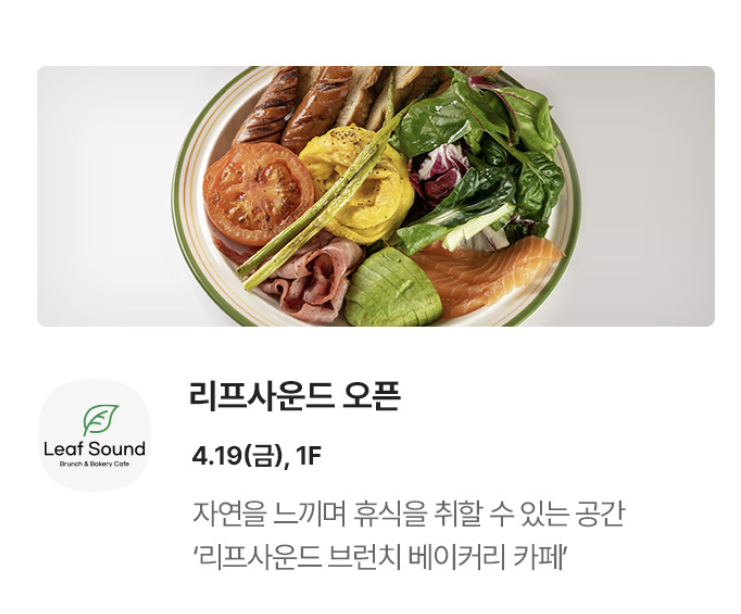 Leaf Sound
Brunch & Bakery Cafe
리프사운드 오픈
4.19(금), 1F
자연을 느끼며 휴식을 취할 수 있는 공간
‘리프사운드 브런치 베이커리 카페’